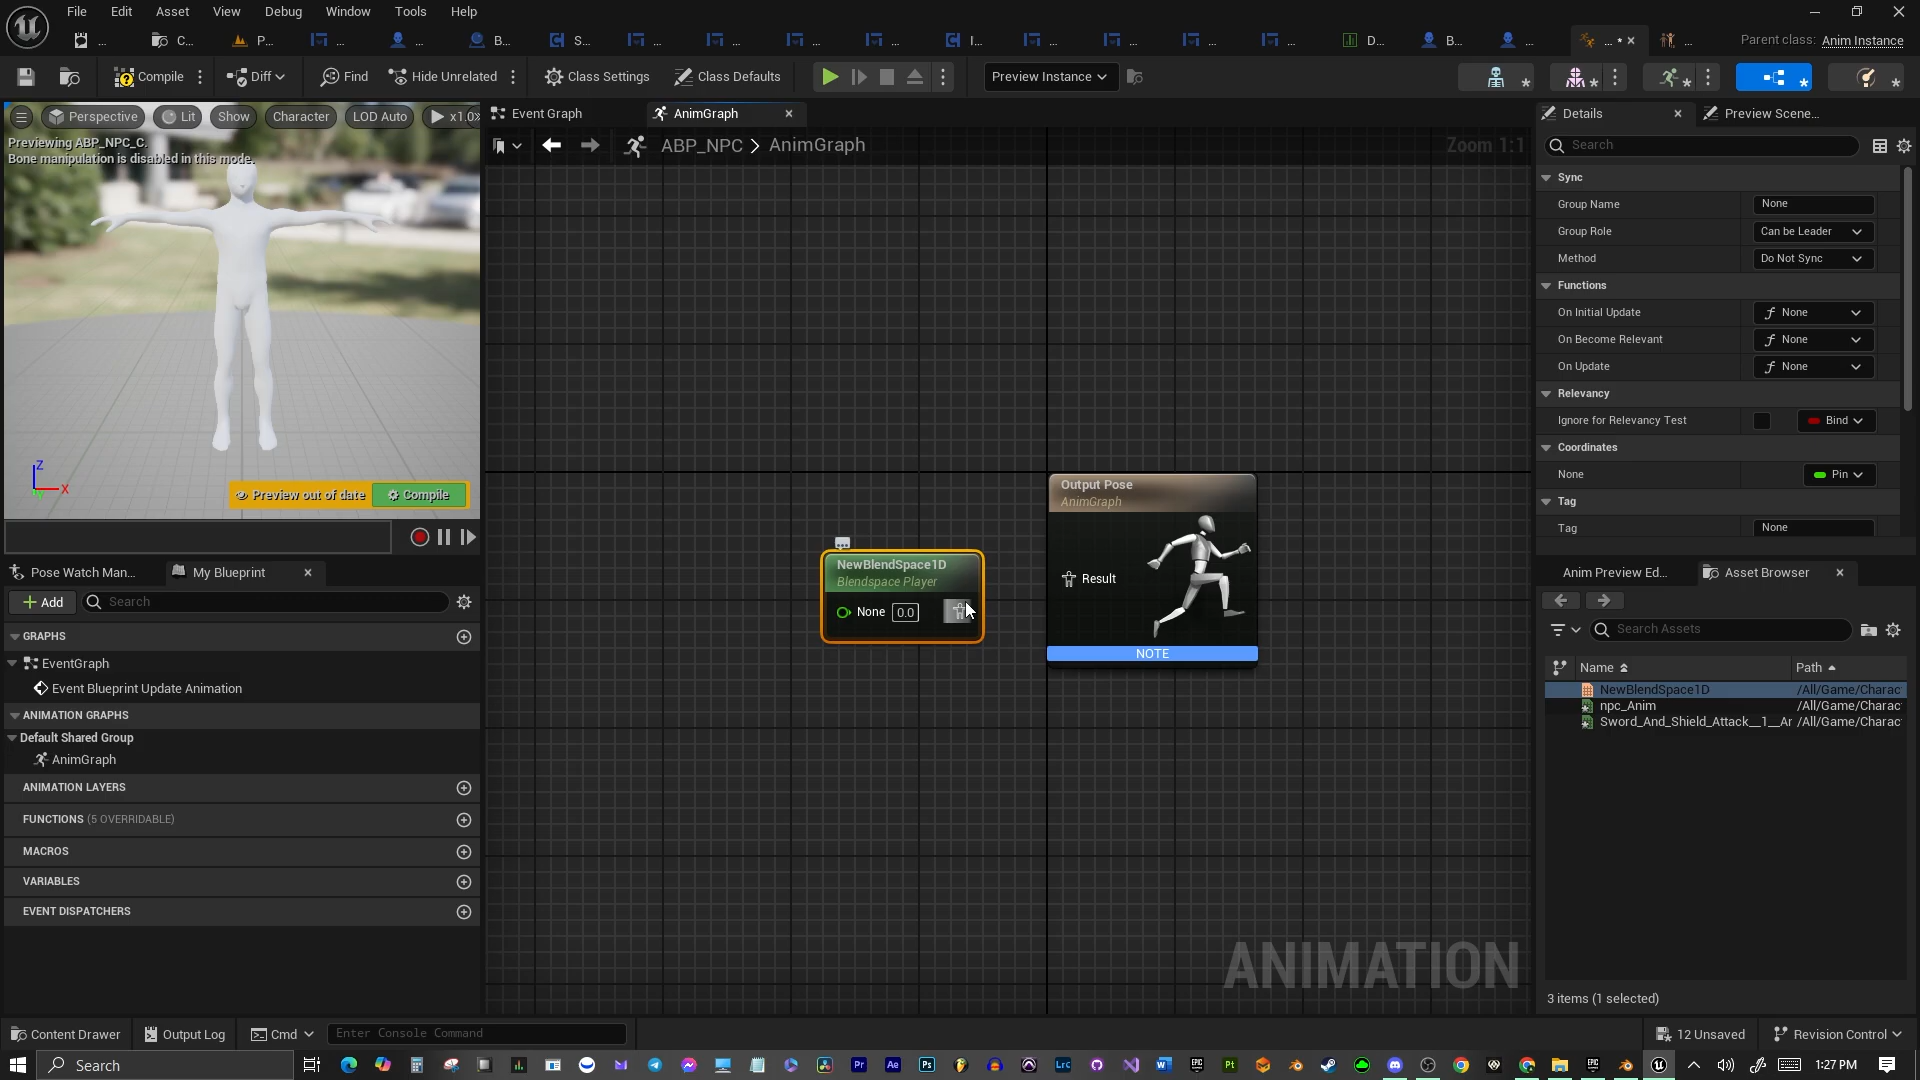 File Edit Asset View Debug Window Tools Help
... C... P... ... ... B... S... ... ... ... ... I... ... ... ... ... D... B... ... ... ... Parent class: Anim Instance
Compile Diff Find Hide Unrelated Class Settings Class Defaults Preview Instance
Perspective Lit Show Character LOD Auto x1.0
Previewing ABP_NPC_C.
Bone manipulation is disabled in this mode.
Z
X
Y
Preview out of date Compile
Pose Watch Man... My Blueprint
Add Search
GRAPHS
EventGraph
Event Blueprint Update Animation
ANIMATION GRAPHS
Default Shared Group
AnimGraph
ANIMATION LAYERS
FUNCTIONS (5 OVERRIDABLE)
MACROS
VARIABLES
EVENT DISPATCHERS
Event Graph AnimGraph
ABP_NPC > AnimGraph Zoom 1:1
NewBlendSpace1D
Blendspace Player
None 0.0
Output Pose
AnimGraph
Result
NOTE
ANIMATION
Details Preview Scene...
Search
Sync
Group Name None
Group Role Can be Leader
Method Do Not Sync
Functions
On Initial Update None
On Become Relevant None
On Update None
Relevancy
Ignore for Relevancy Test Bind
Coordinates
None Pin
Tag
Tag None
Anim Preview Ed... Asset Browser
Search Assets
Name Path
NewBlendSpace1D /All/Game/Charac
npc_Anim /All/Game/Charac
Sword_And_Shield_Attack__1__Ar /All/Game/Charac
3 items (1 selected)
Content Drawer Output Log Cmd Enter Console Command 12 Unsaved Revision Control
Search 1:27 PM